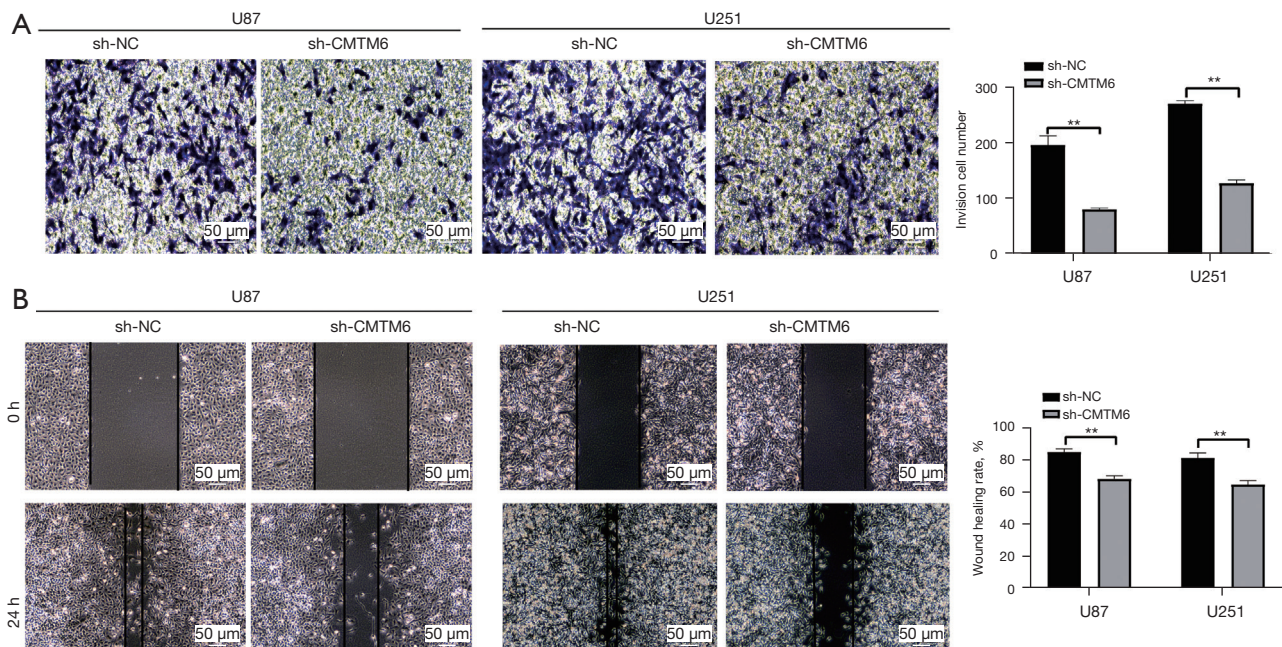 A
U87
U251
sh-NC
sh-CMTM6
sh-NC
sh-CMTM6
50 µm
50 µm
50 µm
50 µm
sh-NC
sh-CMTM6
300
200
100
0
Invision cell number
**
**
U87
U251
B
U87
U251
sh-NC
sh-CMTM6
sh-NC
sh-CMTM6
0 h
50 µm
50 µm
50 µm
50 µm
24 h
50 µm
50 µm
50 µm
50 µm
sh-NC
sh-CMTM6
100
80
60
40
20
0
Wound healing rate, %
**
**
U87
U251